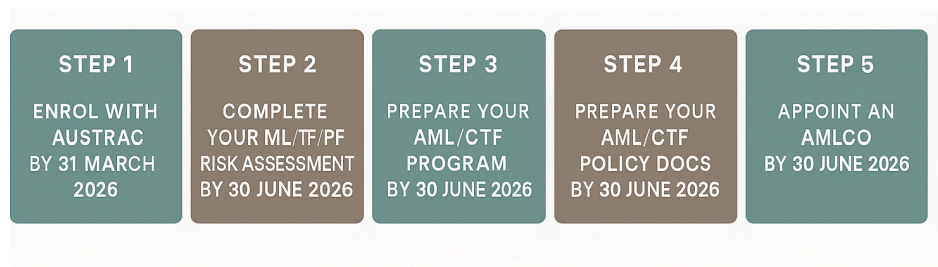 STEP 1
ENROL WITH
AUSTRAC
BY 31 MARCH
2026
STEP 2
COMPLETE
YOUR ML/TF/PF
RISK ASSESSMENT
BY 30 JUNE 2026
STEP 3
PREPARE YOUR
AML/CTF
PROGRAM
BY 30 JUNE 2026
STEP 4
PREPARE YOUR
AML/CTF
POLICY DOCS
BY 30 JUNE 2026
STEP 5
APPOINT AN
AMLCO
BY 30 JUNE 2026